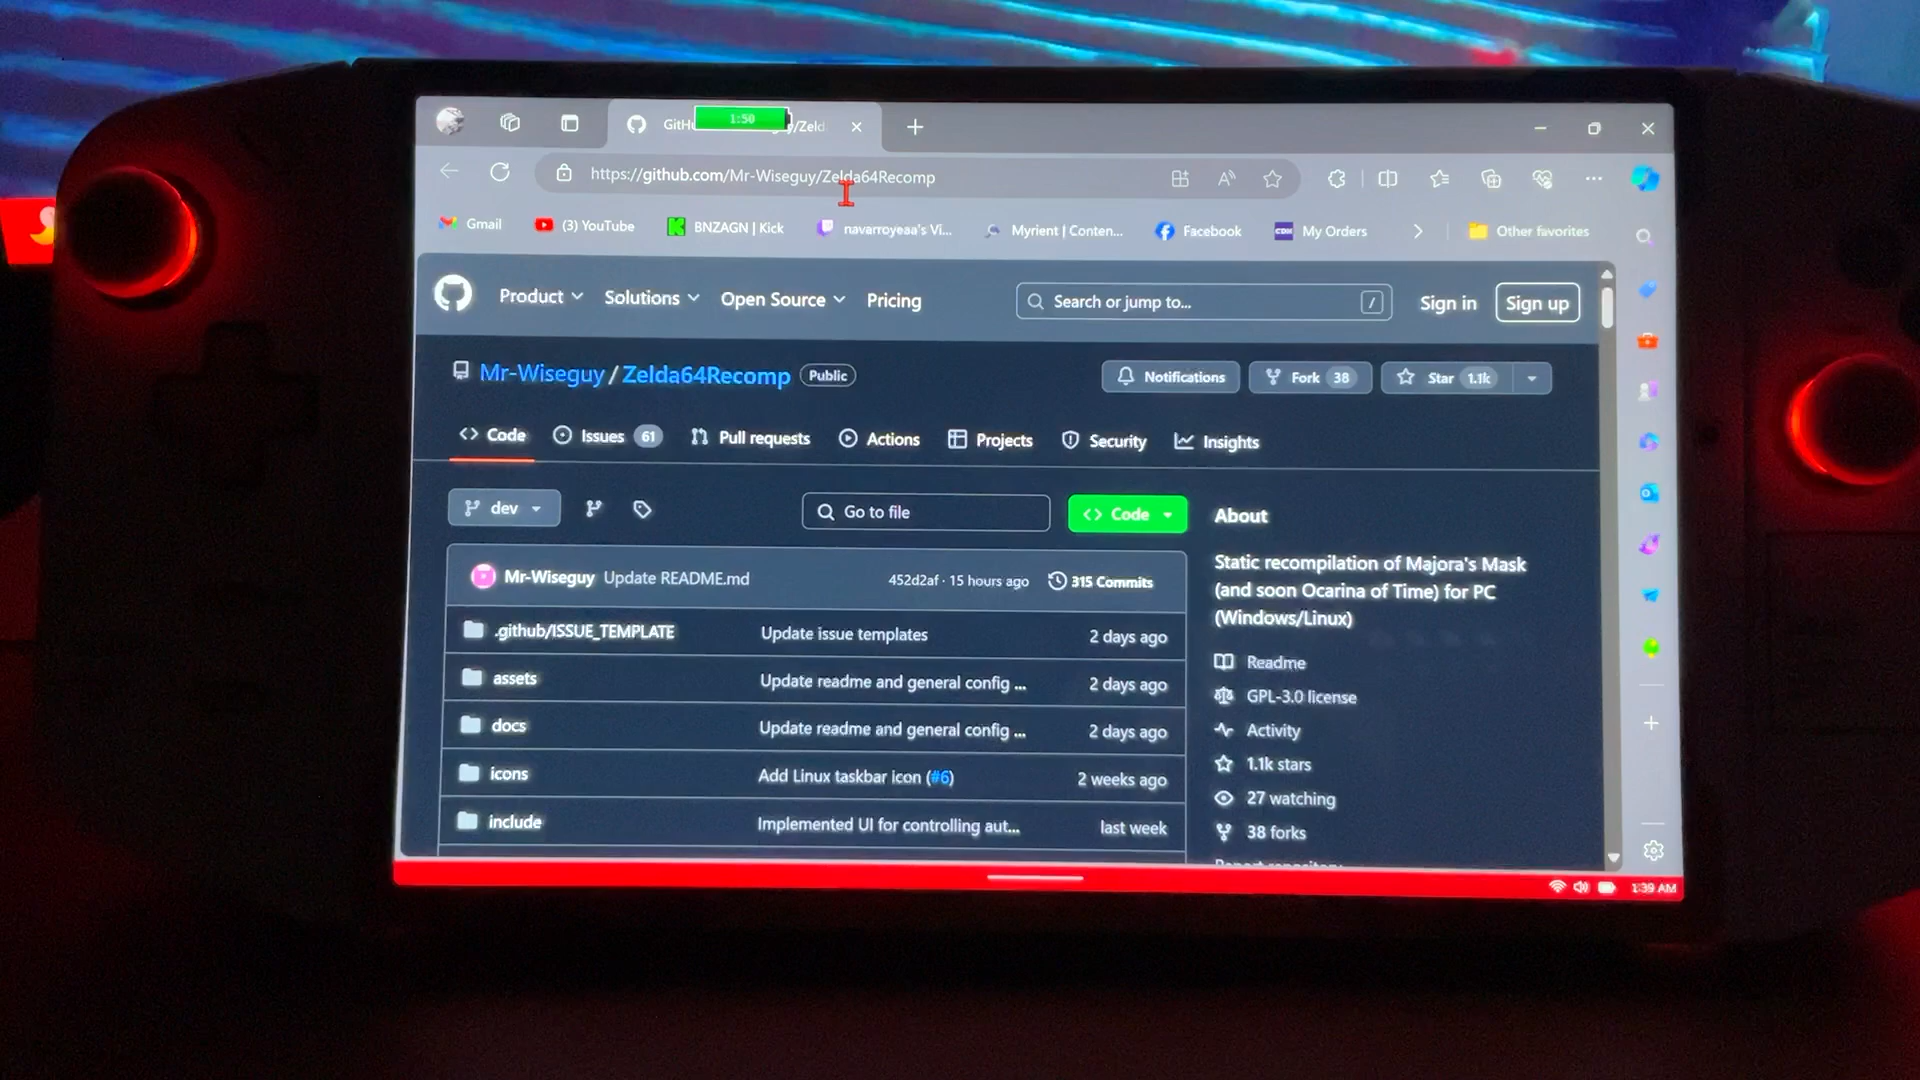 GitHu 1:50 y/Zeld
https://github.com/Mr-Wiseguy/Zelda64Recomp
Gmail (3) YouTube BNZAGN | Kick navarroyeaa's Vi... Myrient | Conten... Facebook CDK My Orders Other favorites
Product Solutions Open Source Pricing Search or jump to... / Sign in Sign up
Mr-Wiseguy / Zelda64Recomp Public Notifications Fork 38 Star 1.1k
Code Issues 61 Pull requests Actions Projects Security Insights
dev Go to file Code
Mr-Wiseguy Update README.md 452d2af · 15 hours ago 315 Commits
.github/ISSUE_TEMPLATE Update issue templates 2 days ago
assets Update readme and general config ... 2 days ago
docs Update readme and general config ... 2 days ago
icons Add Linux taskbar icon (#6) 2 weeks ago
include Implemented UI for controlling aut... last week
About
Static recompilation of Majora's Mask
(and soon Ocarina of Time) for PC
(Windows/Linux)
Readme
GPL-3.0 license
Activity
1.1k stars
27 watching
38 forks
Report repository
1:39 AM